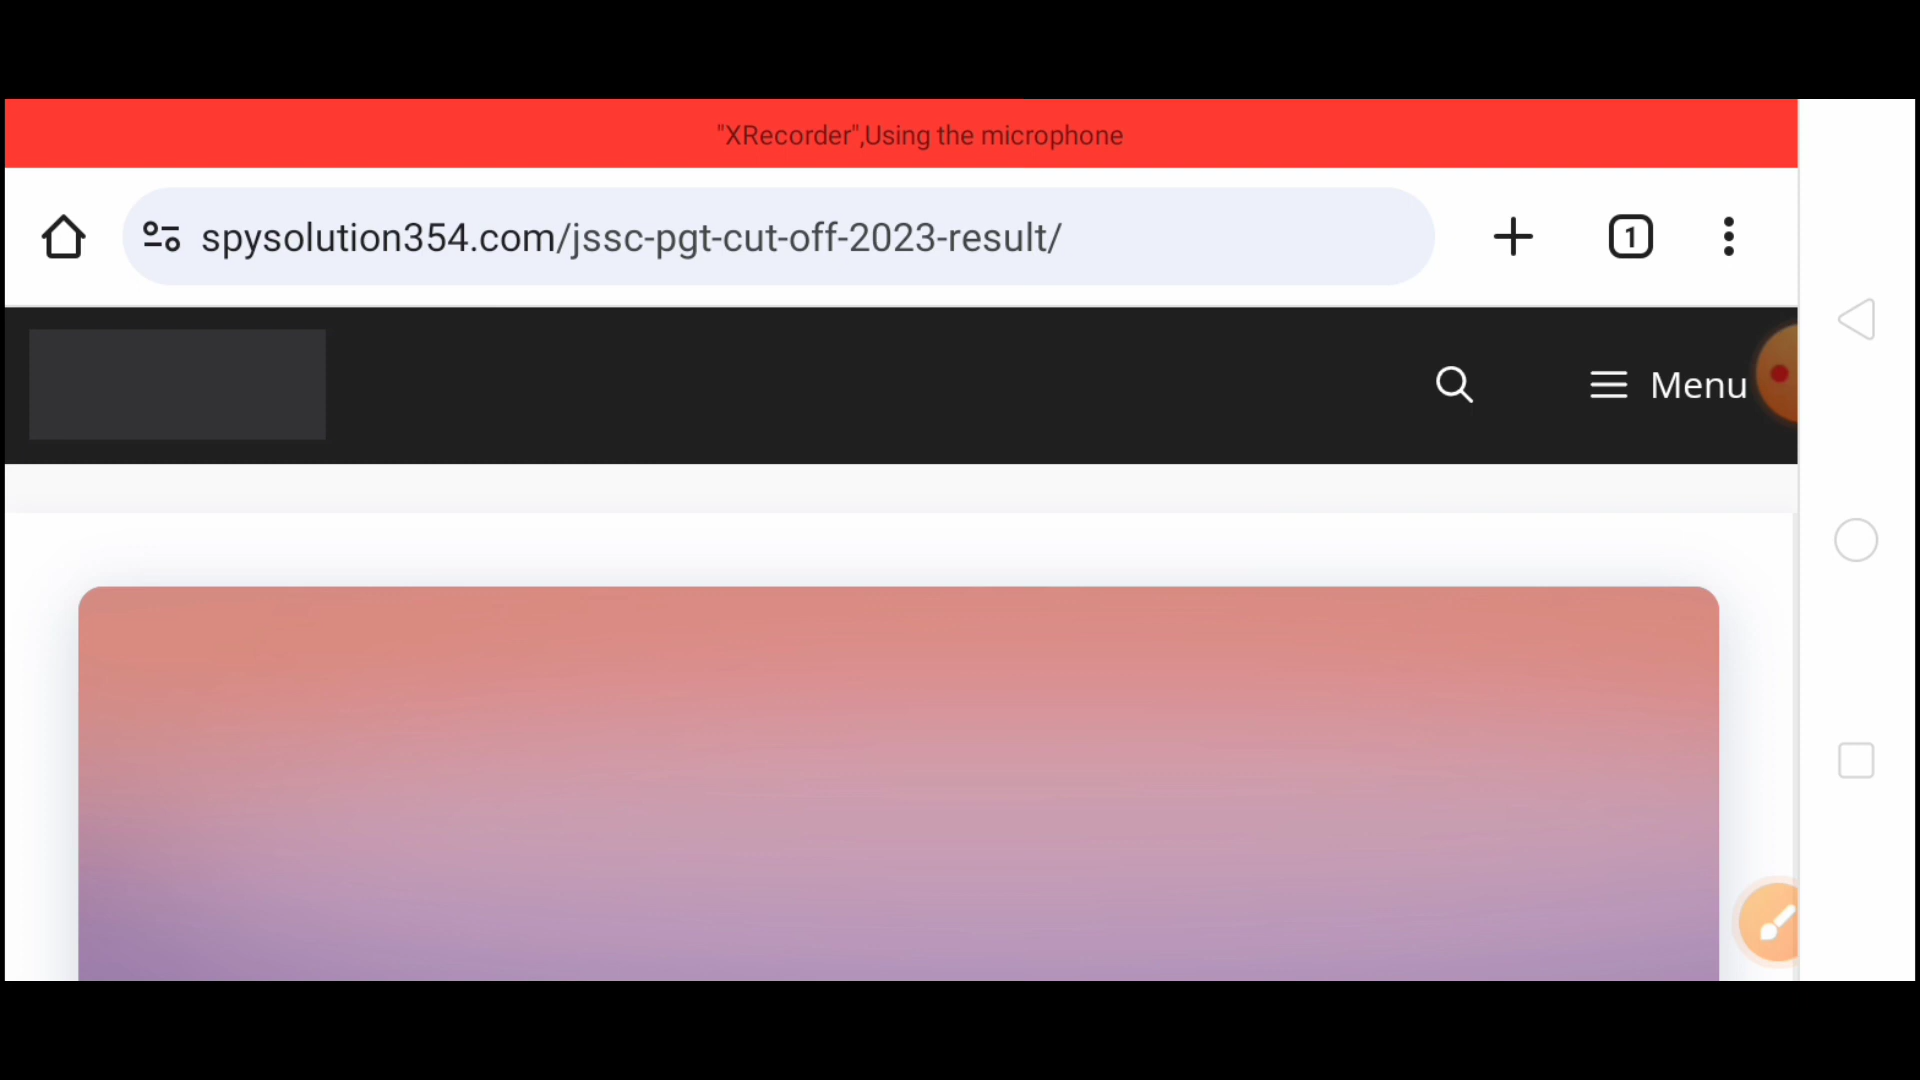 "XRecorder",Using the microphone
spysolution354.com/jssc-pgt-cut-off-2023-result/
1
Menu